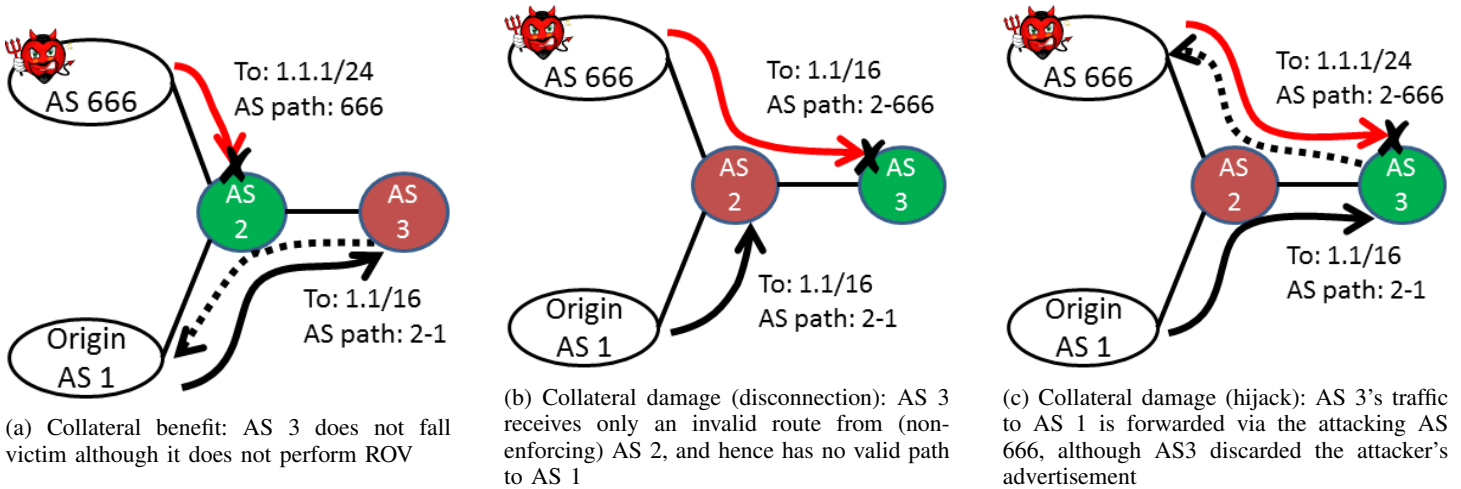 AS 666
To: 1.1.1/24
AS path: 666
AS
2
AS
3
To: 1.1/16
AS path: 2-1
Origin
AS 1
(a) Collateral benefit: AS 3 does not fall
victim although it does not perform ROV
AS 666
To: 1.1/16
AS path: 2-666
AS
2
AS
3
To: 1.1/16
AS path: 2-1
Origin
AS 1
(b) Collateral damage (disconnection): AS 3
receives only an invalid route from (non-
enforcing) AS 2, and hence has no valid path
to AS 1
AS 666
To: 1.1.1/24
AS path: 2-666
AS
2
AS
3
To: 1.1/16
AS path: 2-1
Origin
AS 1
(c) Collateral damage (hijack): AS 3's traffic
to AS 1 is forwarded via the attacking AS
666, although AS3 discarded the attacker's
advertisement